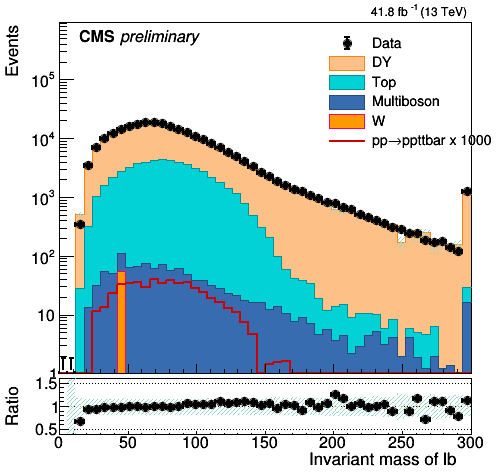 41.8 fb⁻¹ (13 TeV)
CMS preliminary
Events
Data
DY
Top
Multiboson
W
pp→ppttbar x 1000
10⁵
10⁴
10³
10²
10
1
Ratio
1.5
1
0.5
0 50 100 150 200 250 300
Invariant mass of lb